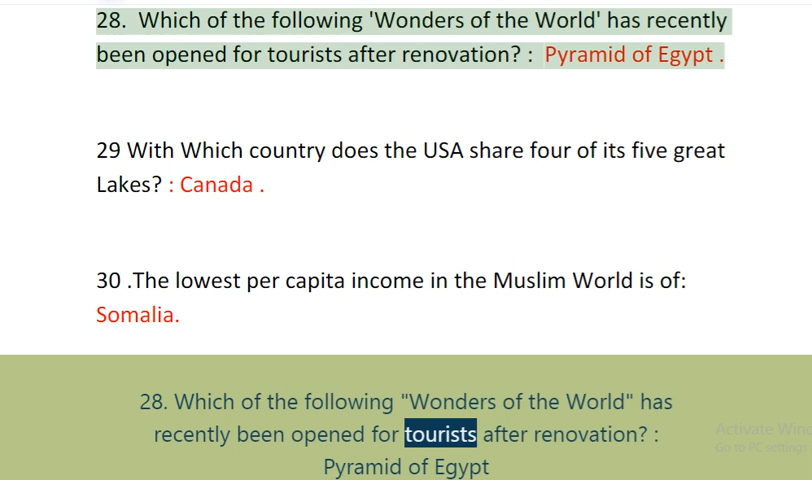 28.  Which of the following 'Wonders of the World' has recently
been opened for tourists after renovation? :  Pyramid of Egypt .
29 With Which country does the USA share four of its five great
Lakes? : Canada .
30 .The lowest per capita income in the Muslim World is of:
Somalia.
28. Which of the following "Wonders of the World" has
recently been opened for tourists after renovation? :
Pyramid of Egypt
Activate Wind
Go to PC settings